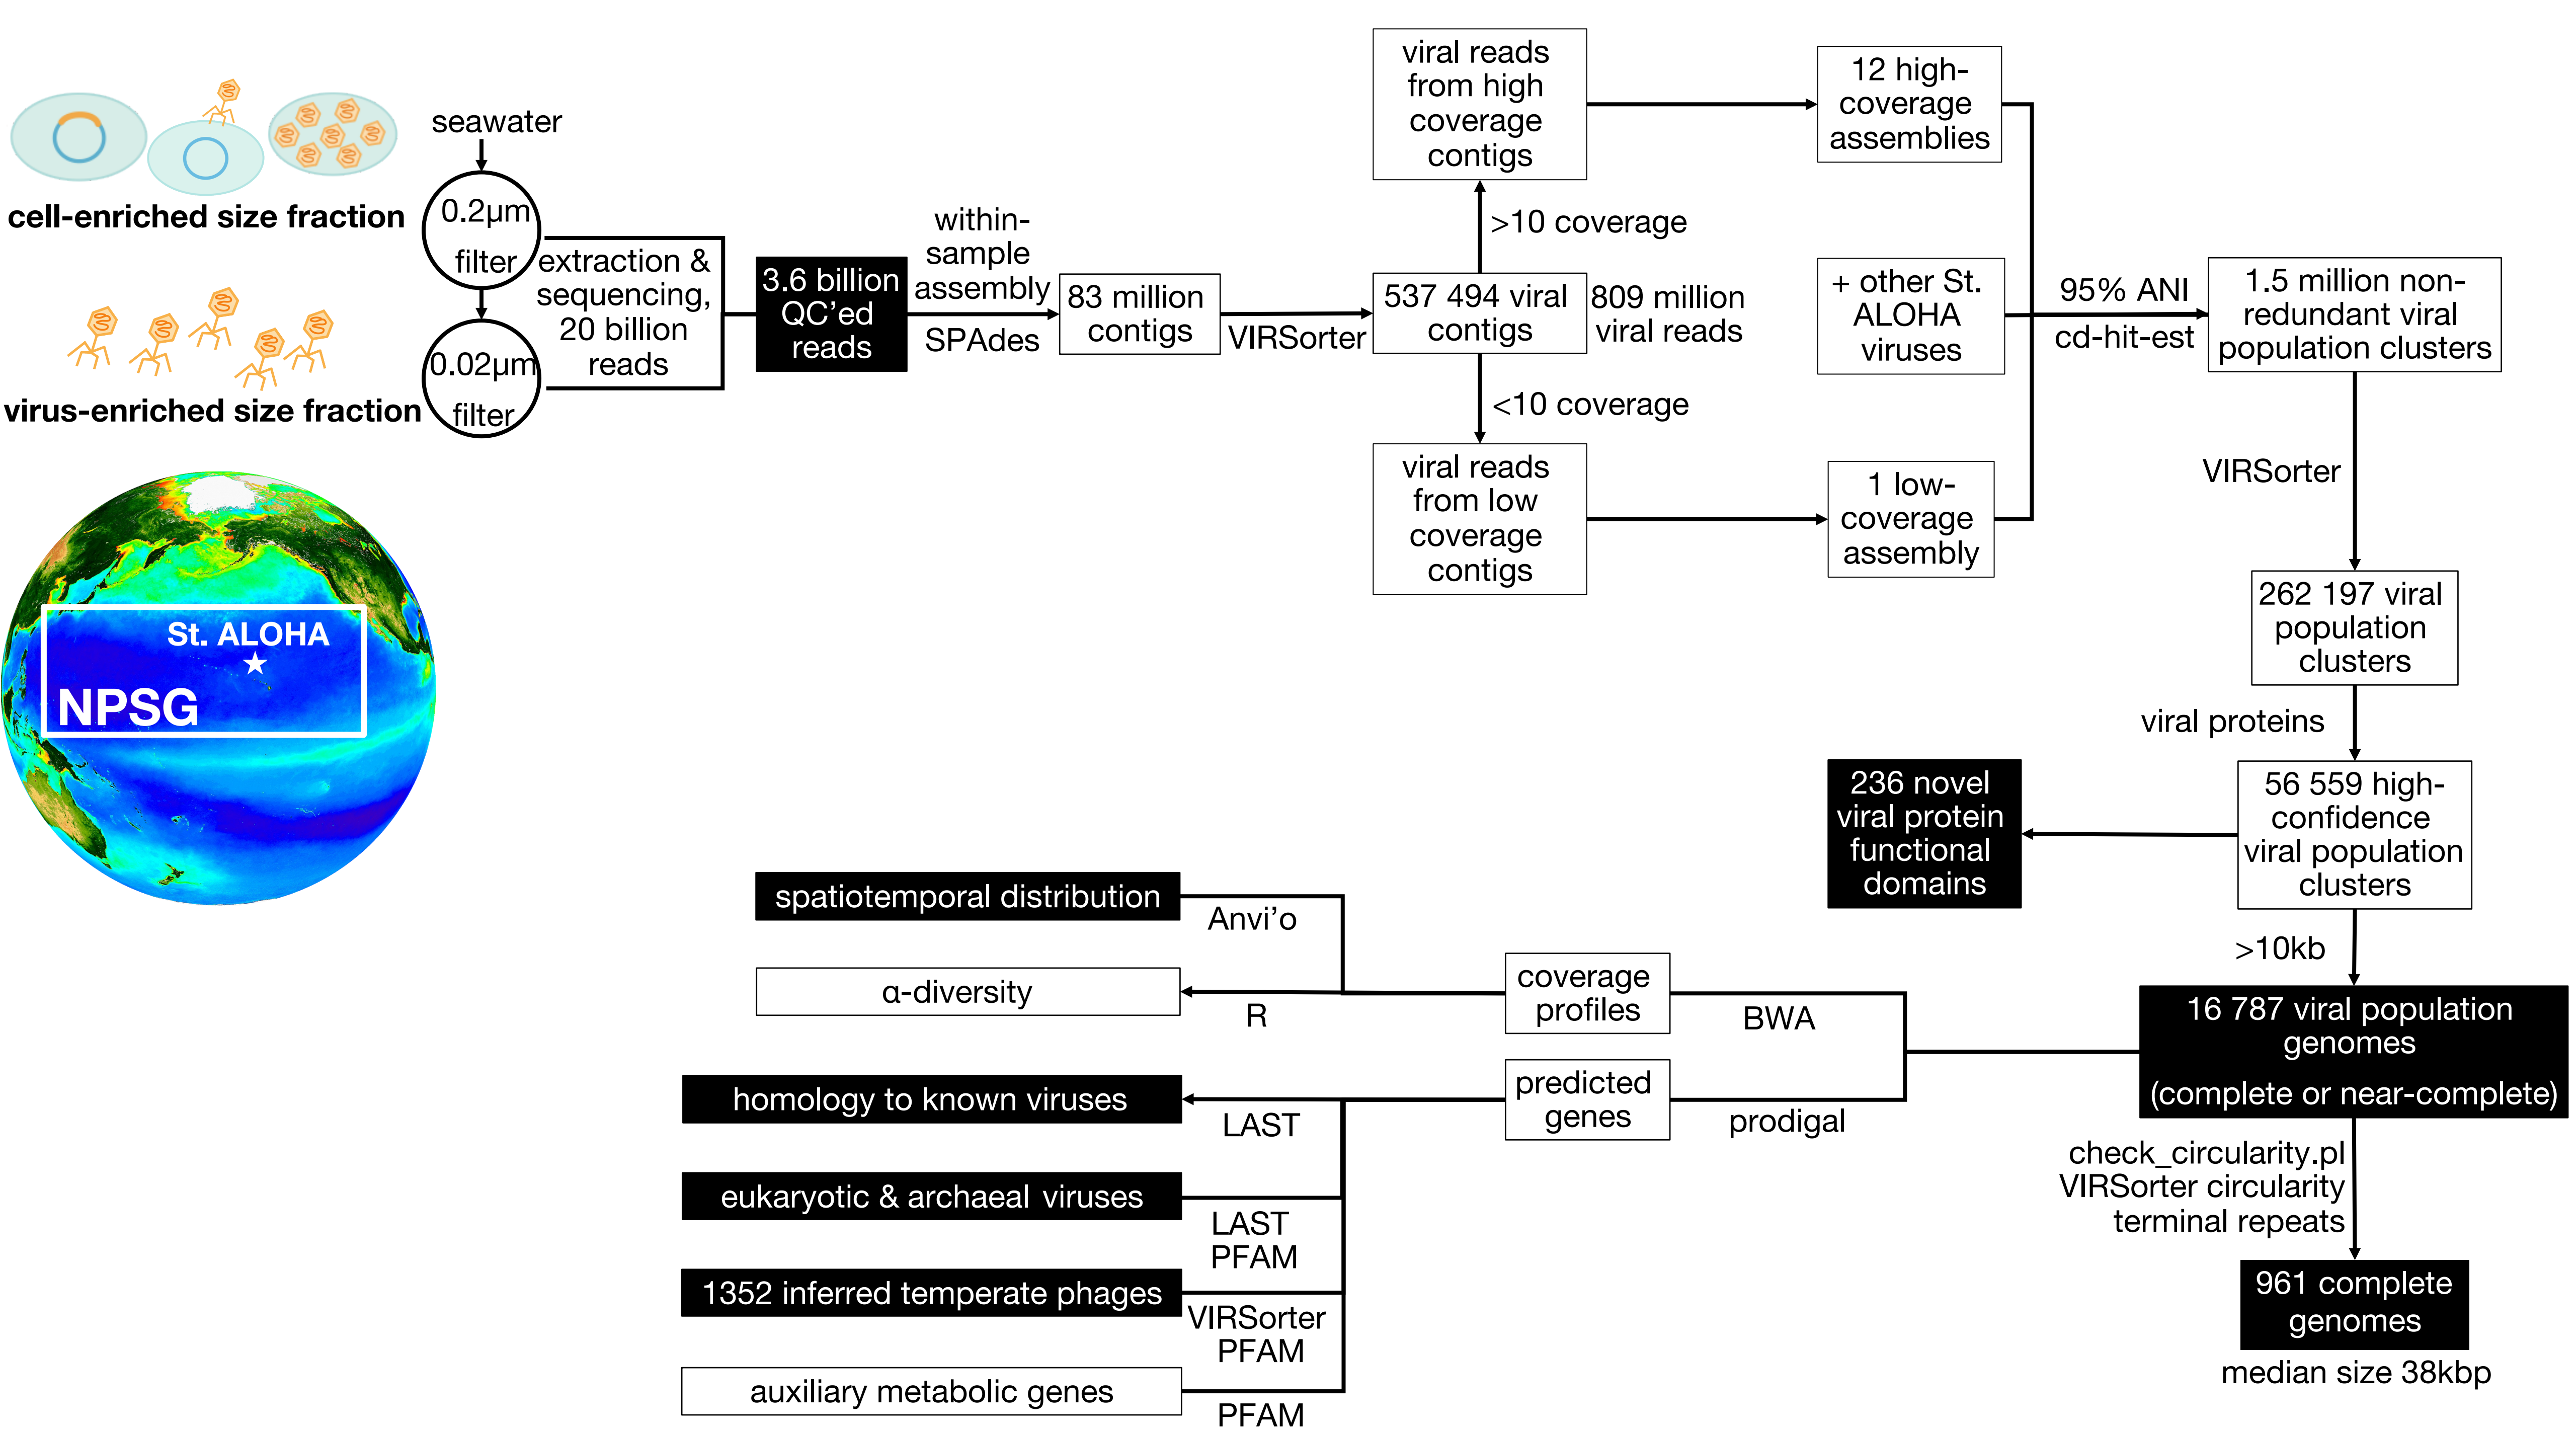 cell-enriched size fraction
virus-enriched size fraction
St. ALOHA
NPSG
seawater
0.2µm
filter
0.02µm
filter
extraction &
sequencing,
20 billion
reads
3.6 billion
QC’ed
reads
within-
sample
assembly
SPAdes
83 million
contigs
VIRSorter
537 494 viral
contigs
809 million
viral reads
>10 coverage
viral reads
from high
coverage
contigs
<10 coverage
viral reads
from low
coverage
contigs
12 high-
coverage
assemblies
+ other St.
ALOHA
viruses
1 low-
coverage
assembly
95% ANI
cd-hit-est
1.5 million non-
redundant viral
population clusters
VIRSorter
262 197 viral
population
clusters
viral proteins
56 559 high-
confidence
viral population
clusters
236 novel
viral protein
functional
domains
>10kb
16 787 viral population
genomes
(complete or near-complete)
check_circularity.pl
VIRSorter circularity
terminal repeats
961 complete
genomes
median size 38kbp
BWA
prodigal
coverage
profiles
predicted
genes
spatiotemporal distribution
Anvi’o
α-diversity
R
homology to known viruses
LAST
eukaryotic & archaeal viruses
LAST
PFAM
1352 inferred temperate phages
VIRSorter
PFAM
auxiliary metabolic genes
PFAM